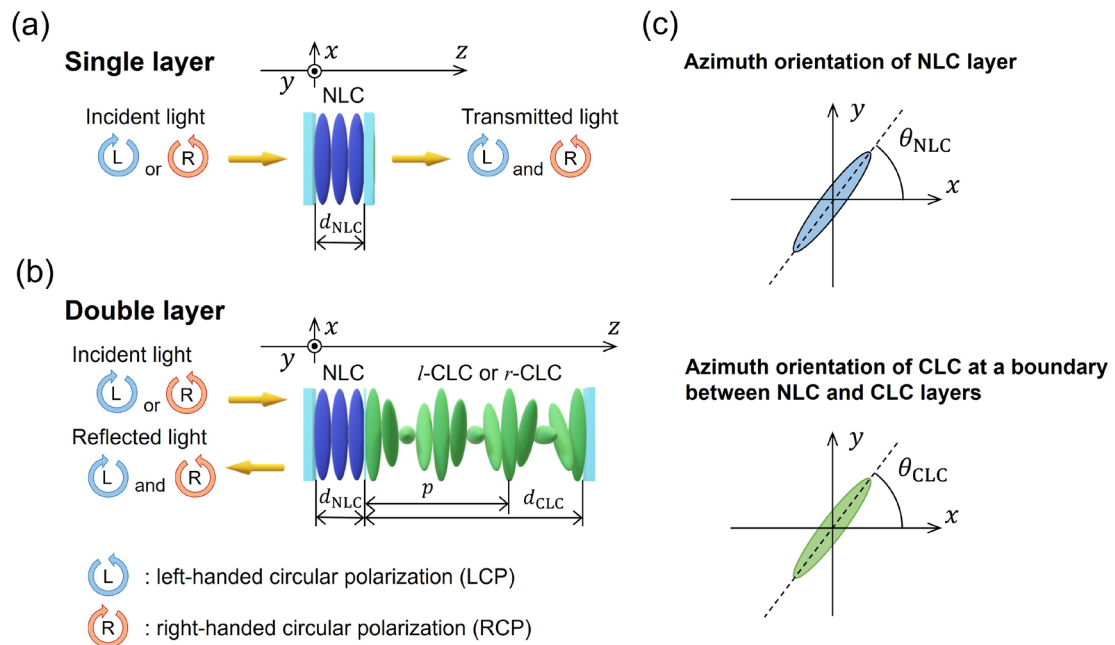 (a)
Single layer
x
y
z
NLC
Incident light
L or R
Transmitted light
L and R
d_NLC
(b)
Double layer
x
y
z
Incident light
L or R
NLC
l-CLC or r-CLC
Reflected light
L and R
d_NLC
p
d_CLC
L : left-handed circular polarization (LCP)
R : right-handed circular polarization (RCP)
(c)
Azimuth orientation of NLC layer
y
θ_NLC
x
Azimuth orientation of CLC at a boundary
between NLC and CLC layers
y
θ_CLC
x